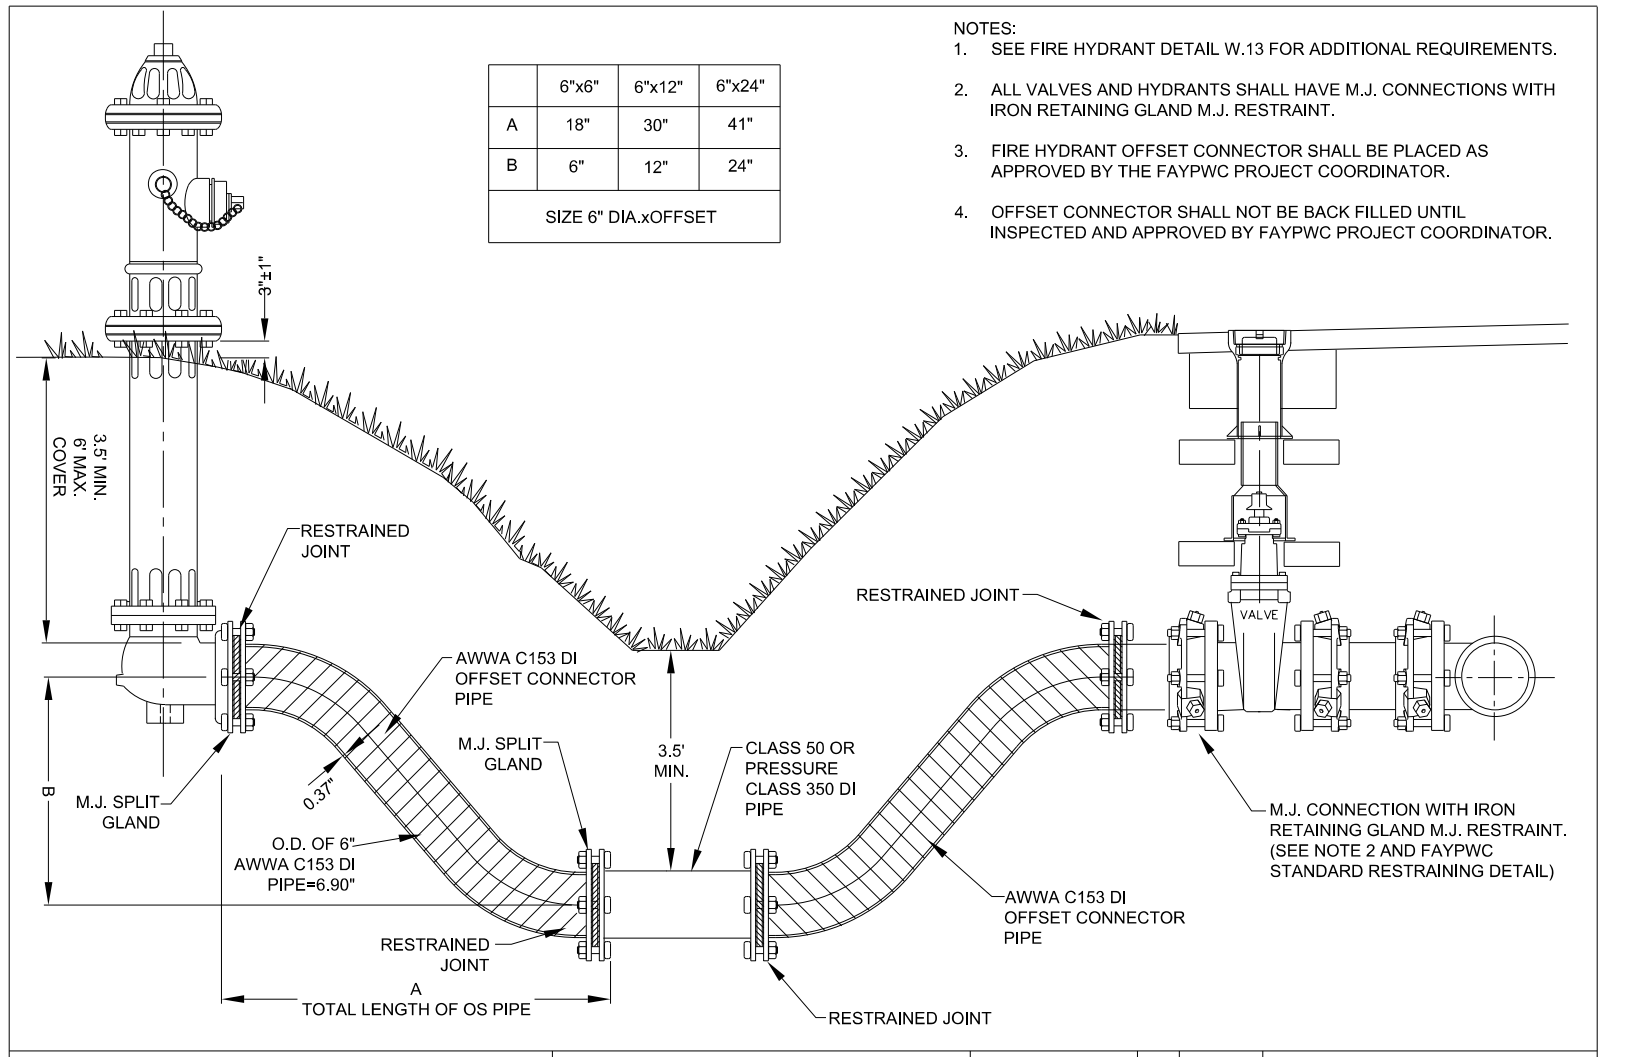 NOTES:
1. SEE FIRE HYDRANT DETAIL W.13 FOR ADDITIONAL REQUIREMENTS.
2. ALL VALVES AND HYDRANTS SHALL HAVE M.J. CONNECTIONS WITH
IRON RETAINING GLAND M.J. RESTRAINT.
3. FIRE HYDRANT OFFSET CONNECTOR SHALL BE PLACED AS
APPROVED BY THE FAYPWC PROJECT COORDINATOR.
4. OFFSET CONNECTOR SHALL NOT BE BACK FILLED UNTIL
INSPECTED AND APPROVED BY FAYPWC PROJECT COORDINATOR.
6"x6" 6"x12" 6"x24"
A 18" 30" 41"
B 6" 12" 24"
SIZE 6" DIA.xOFFSET
3"±1"
3.5' MIN.
6' MAX.
COVER
RESTRAINED
JOINT
RESTRAINED JOINT
VALVE
AWWA C153 DI
OFFSET CONNECTOR
PIPE
M.J. SPLIT
GLAND
3.5'
MIN.
CLASS 50 OR
PRESSURE
CLASS 350 DI
PIPE
0.37"
B
M.J. SPLIT
GLAND
M.J. CONNECTION WITH IRON
RETAINING GLAND M.J. RESTRAINT.
(SEE NOTE 2 AND FAYPWC
STANDARD RESTRAINING DETAIL)
O.D. OF 6"
AWWA C153 DI
PIPE=6.90"
AWWA C153 DI
OFFSET CONNECTOR
PIPE
RESTRAINED
JOINT
A
TOTAL LENGTH OF OS PIPE
RESTRAINED JOINT